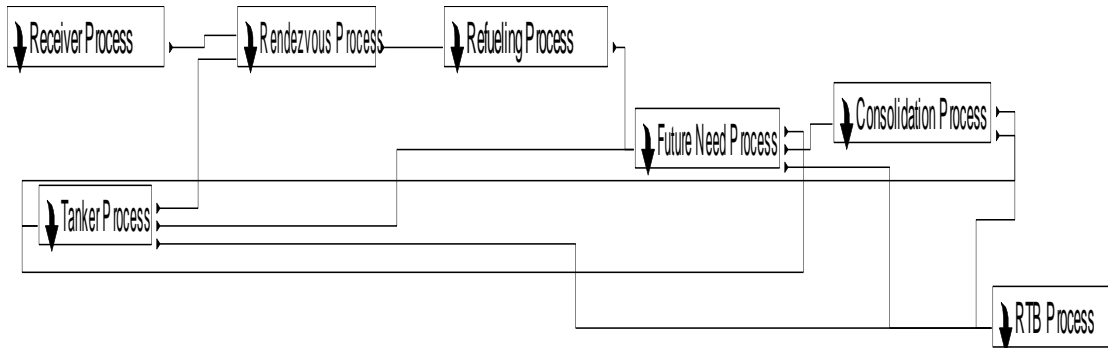 Receiver Process
Rendezvous Process
Refueling Process
Consolidation Process
Future Need Process
Tanker Process
RTB Process